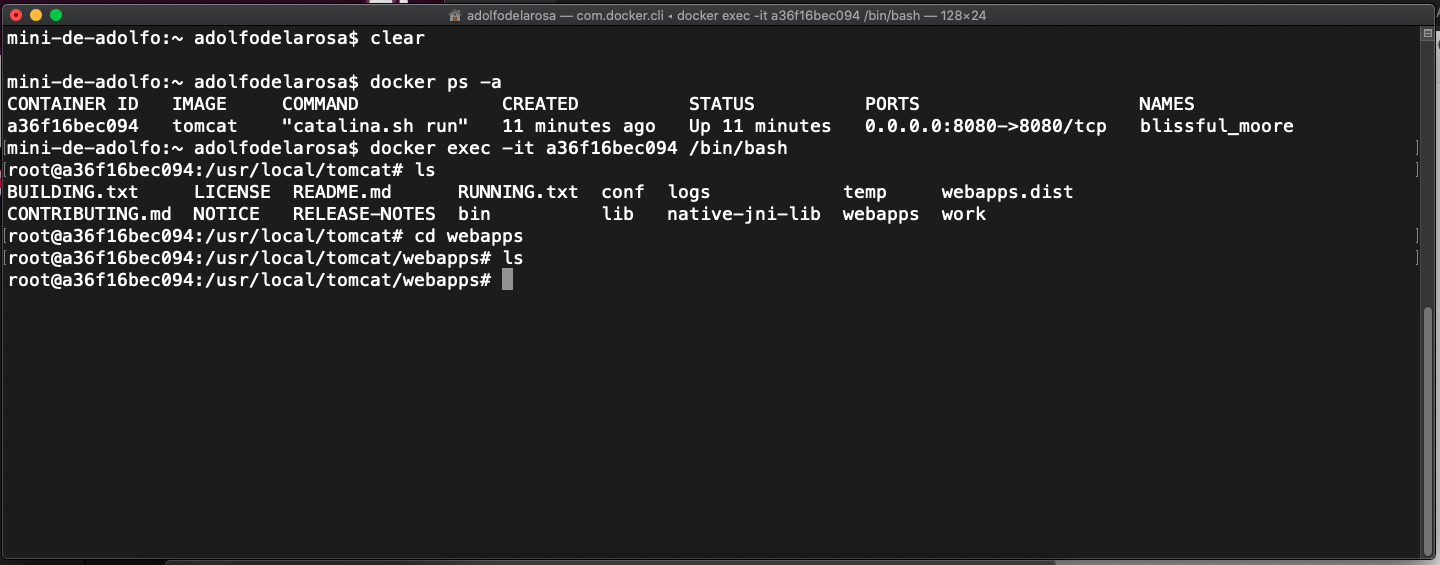 adolfodelarosa — com.docker.cli ◂ docker exec -it a36f16bec094 /bin/bash — 128×24
mini-de-adolfo:~ adolfodelarosa$ clear
mini-de-adolfo:~ adolfodelarosa$ docker ps -a
CONTAINER ID   IMAGE     COMMAND             CREATED          STATUS          PORTS                    NAMES
a36f16bec094   tomcat    "catalina.sh run"   11 minutes ago   Up 11 minutes   0.0.0.0:8080->8080/tcp   blissful_moore
mini-de-adolfo:~ adolfodelarosa$ docker exec -it a36f16bec094 /bin/bash
root@a36f16bec094:/usr/local/tomcat# ls
BUILDING.txt     LICENSE  README.md      RUNNING.txt  conf  logs            temp     webapps.dist
CONTRIBUTING.md  NOTICE   RELEASE-NOTES  bin          lib   native-jni-lib  webapps  work
root@a36f16bec094:/usr/local/tomcat# cd webapps
root@a36f16bec094:/usr/local/tomcat/webapps# ls
root@a36f16bec094:/usr/local/tomcat/webapps#